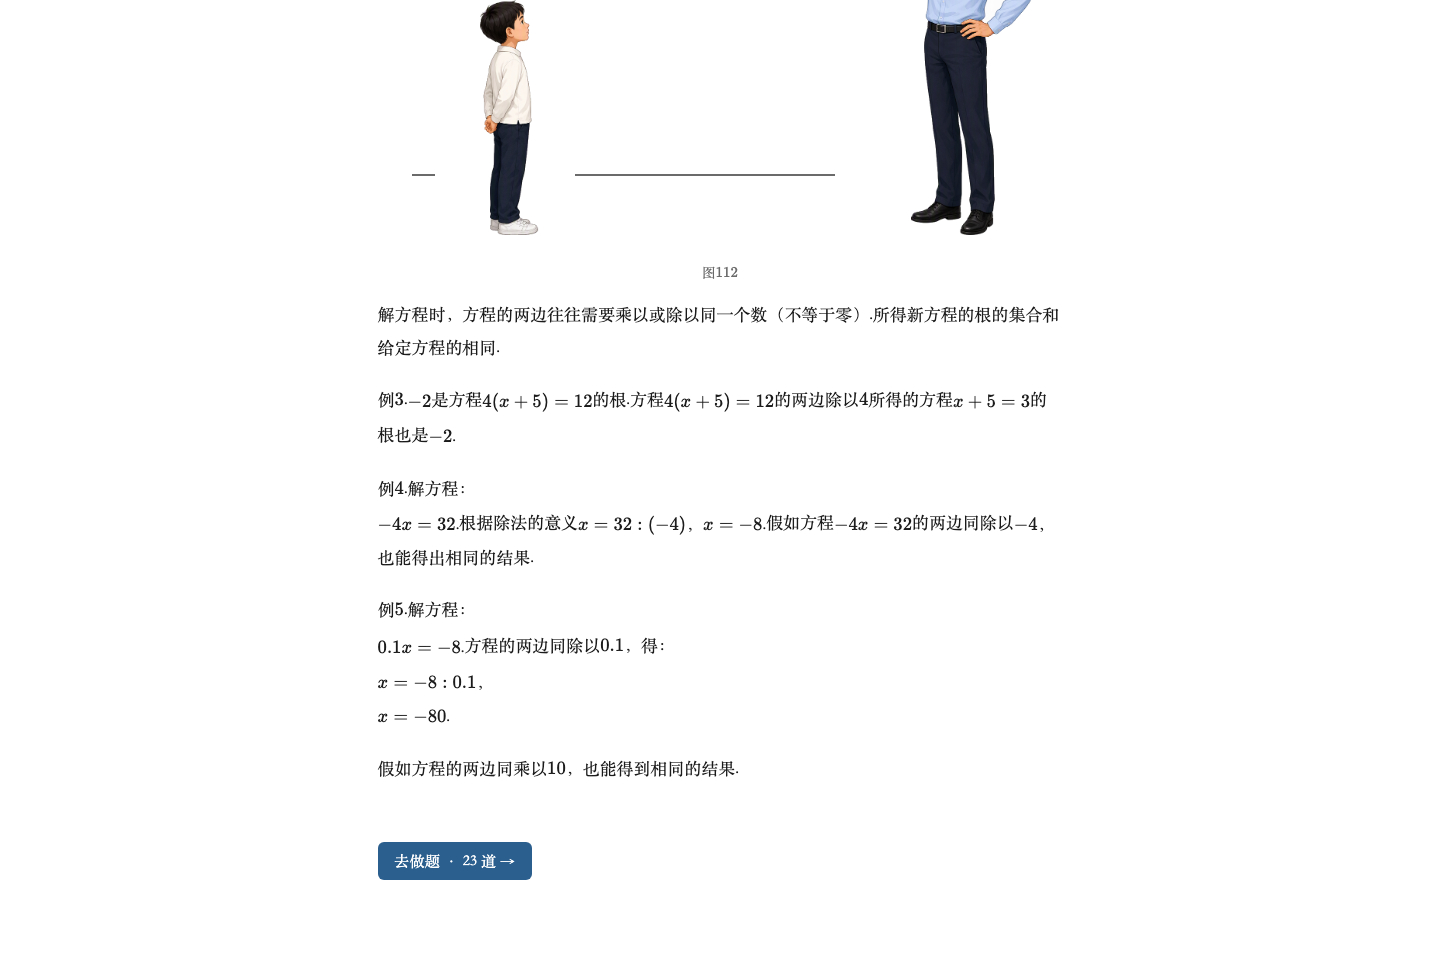 图112
解方程时，方程的两边往往需要乘以或除以同一个数（不等于零）.所得新方程的根的集合和
给定方程的相同.
例3.−2是方程4(x + 5) = 12的根.方程4(x + 5) = 12的两边除以4所得的方程x + 5 = 3的
根也是−2.
例4.解方程：
−4x = 32.根据除法的意义x = 32 : (−4)，x = −8.假如方程−4x = 32的两边同除以−4，
也能得出相同的结果.
例5.解方程：
0.1x = −8.方程的两边同除以0.1，得：
x = −8 : 0.1，
x = −80.
假如方程的两边同乘以10，也能得到相同的结果.
去做题 · 23 道 →